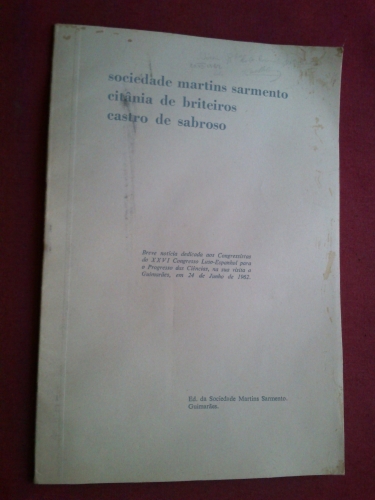 sociedade martins sarmento
citânia de briteiros
castro de sabroso
Breve notícia dedicada aos Congressistas
do XXVI Congresso Luso-Espanhol para
o Progresso das Ciências, na sua visita a
Guimarães, em 24 de Junho de 1962.
Ed. da Sociedade Martins Sarmento
Guimarães.